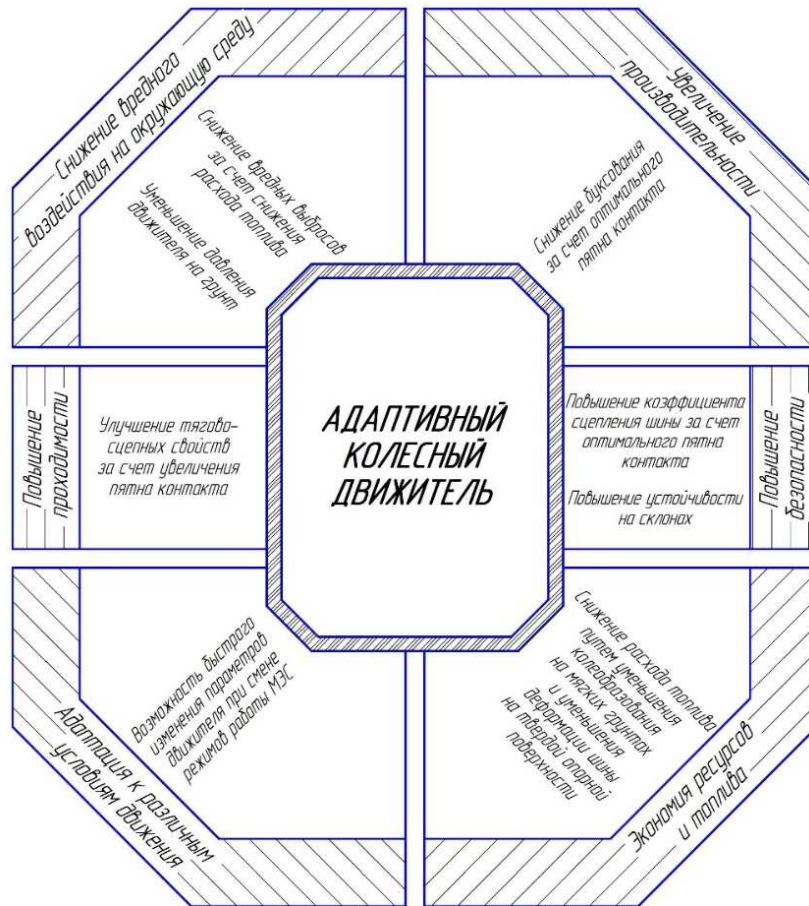 Снижение вредного
воздействия на окружающую среду
Снижение вредных выбросов
за счет снижения
расхода топлива
Уменьшение давления
движителя на грунт
Увеличение
производительности
Снижение буксования
за счет оптимального
пятна контакта
Повышение
проходимости
Улучшение тягово-
сцепных свойств
за счет увеличения
пятна контакта
АДАПТИВНЫЙ
КОЛЕСНЫЙ
ДВИЖИТЕЛЬ
Повышение коэффициента
сцепления шины за счет
оптимального пятна
контакта
Повышение устойчивости
на склонах
Повышение
безопасности
Возможность быстрого
изменения параметров
движителя при смене
режимов работы МЭС
Адаптация к различным
условиям движения
Снижение расхода топлива
путем уменьшения
колеобразования
на мягких грунтах
и уменьшения
деформации шины
на твердой опорной
поверхности
Экономия ресурсов
и топлива